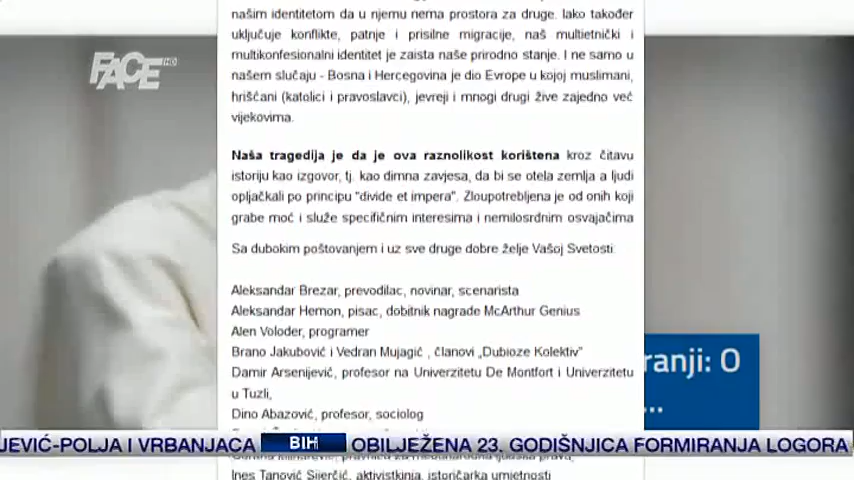 našim identitetom da u njemu nema prostora za druge. Iako također
uključuje konflikte, patnje i prisilne migracije, naš multietnički i
multikonfesionalni identitet je zaista naše prirodno stanje. I ne samo u
našem slučaju - Bosna i Hercegovina je dio Evrope u kojoj muslimani,
hrišćani (katolici i pravoslavci), jevreji i mnogi drugi žive zajedno već
vijekovima.
Naša tragedija je da je ova raznolikost korištena kroz čitavu
istoriju kao izgovor, tj. kao dimna zavjesa, da bi se otela zemlja a ljudi
opljačkali po principu "divide et impera". Zloupotrebljena je od onih koji
grabe moć i služe specifičnim interesima i nemilosrdnim osvajačima
Sa dubokim poštovanjem i uz sve druge dobre želje Vašoj Svetosti
Aleksandar Brezar, prevodilac, novinar, scenarista
Aleksandar Hemon, pisac, dobitnik nagrade McArthur Genius
Alen Voloder, programer
Brano Jakubović i Vedran Mujagić , članovi „Dubioze Kolektiv"
Damir Arsenijević, profesor na Univerzitetu De Montfort i Univerzitetu
u Tuzli,
Dino Abazović, profesor, sociolog
Ines Tanović Sijerčić, aktivistkinja, istoričarka umjetnosti
FACE HD
ranji: O
...
JEVIĆ-POLJA I VRBANJACA BIH OBILJEŽENA 23. GODIŠNJICA FORMIRANJA LOGORA